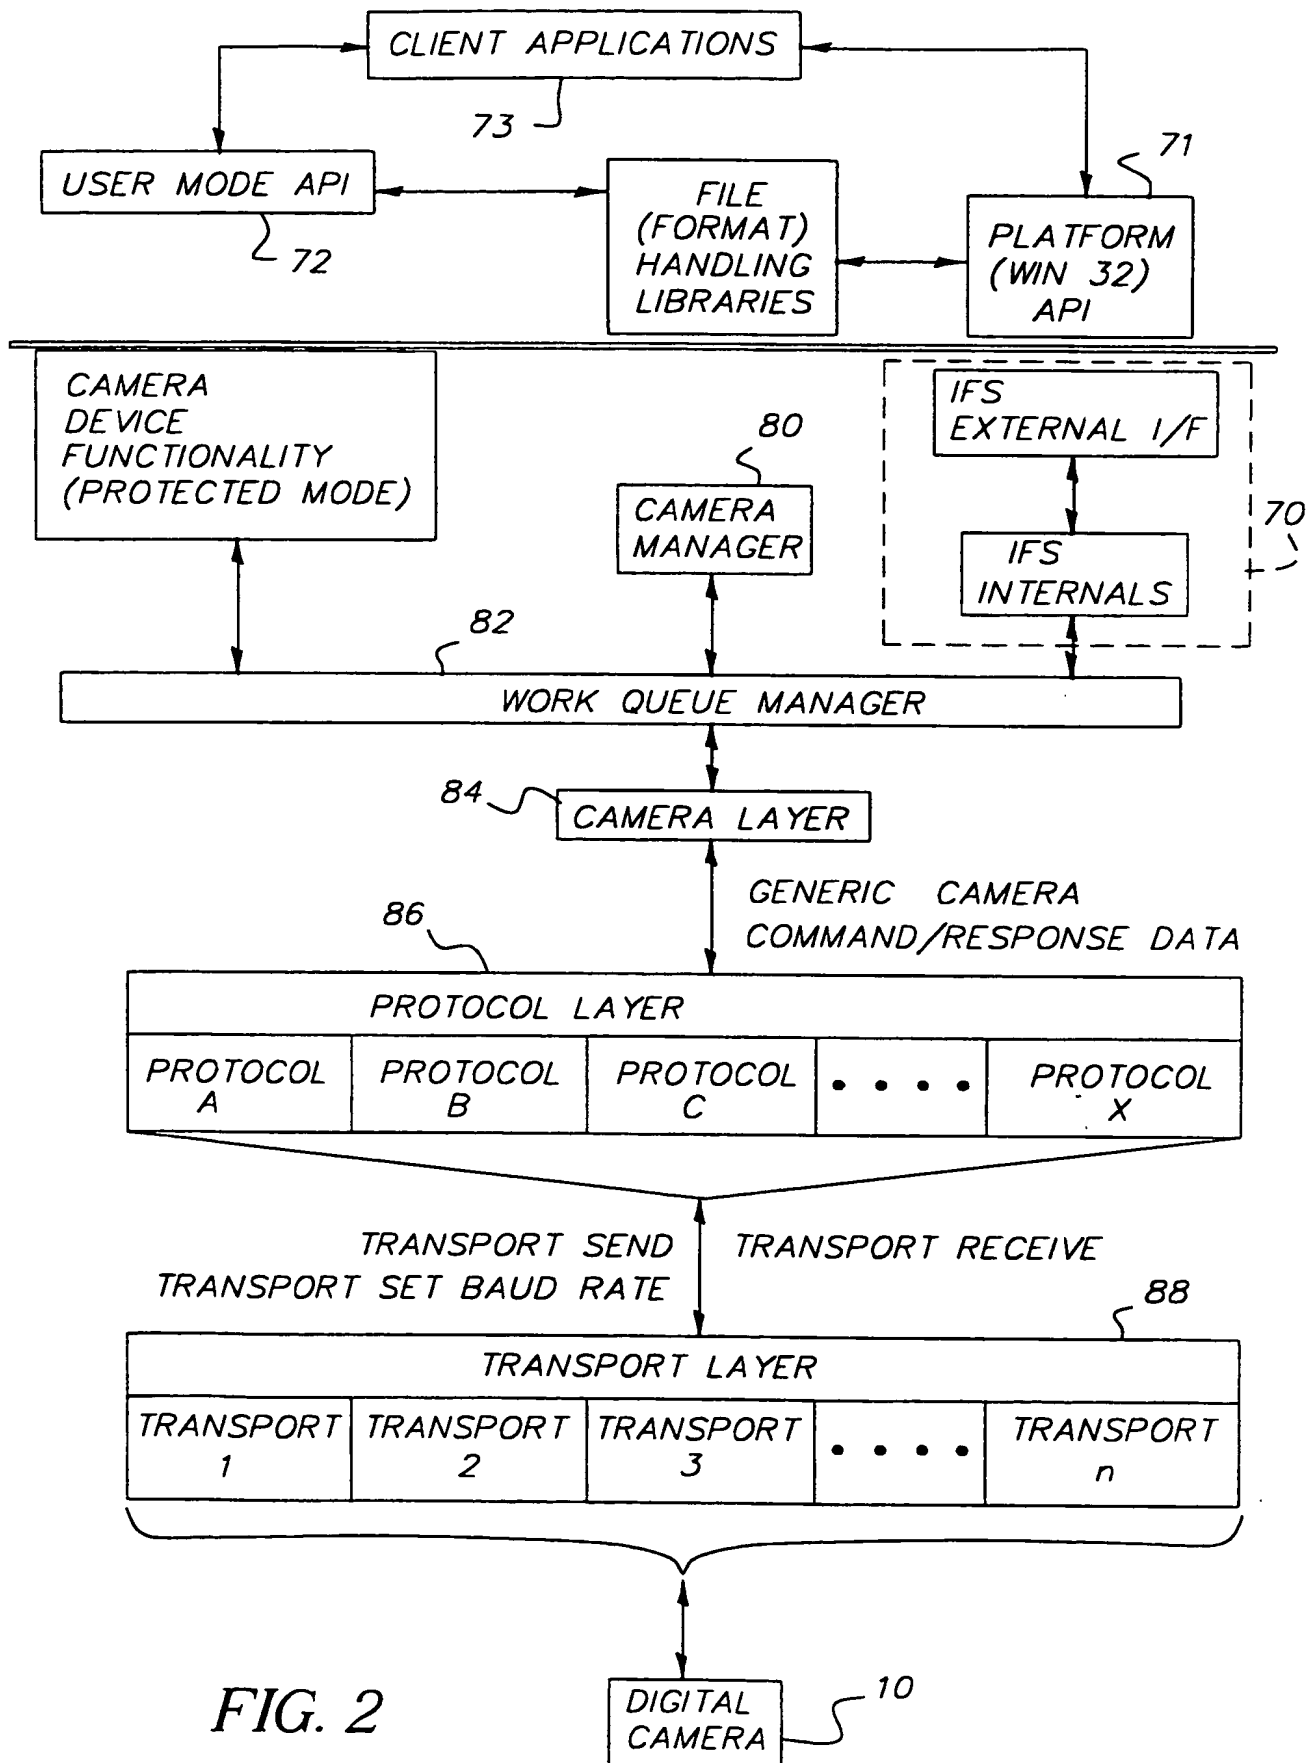 CLIENT APPLICATIONS
73
71
USER MODE API
72
FILE
(FORMAT)
HANDLING
LIBRARIES
PLATFORM
(WIN 32)
API
CAMERA
DEVICE
FUNCTIONALITY
(PROTECTED MODE)
80
CAMERA
MANAGER
IFS
EXTERNAL I/F
IFS
INTERNALS
70
82
WORK QUEUE MANAGER
84
CAMERA LAYER
GENERIC CAMERA
COMMAND/RESPONSE DATA
86
PROTOCOL LAYER
PROTOCOL
A
PROTOCOL
B
PROTOCOL
C
• • • •
PROTOCOL
X
TRANSPORT SEND
TRANSPORT SET BAUD RATE
TRANSPORT RECEIVE
88
TRANSPORT LAYER
TRANSPORT
1
TRANSPORT
2
TRANSPORT
3
• • • •
TRANSPORT
n
DIGITAL
CAMERA
10
FIG. 2